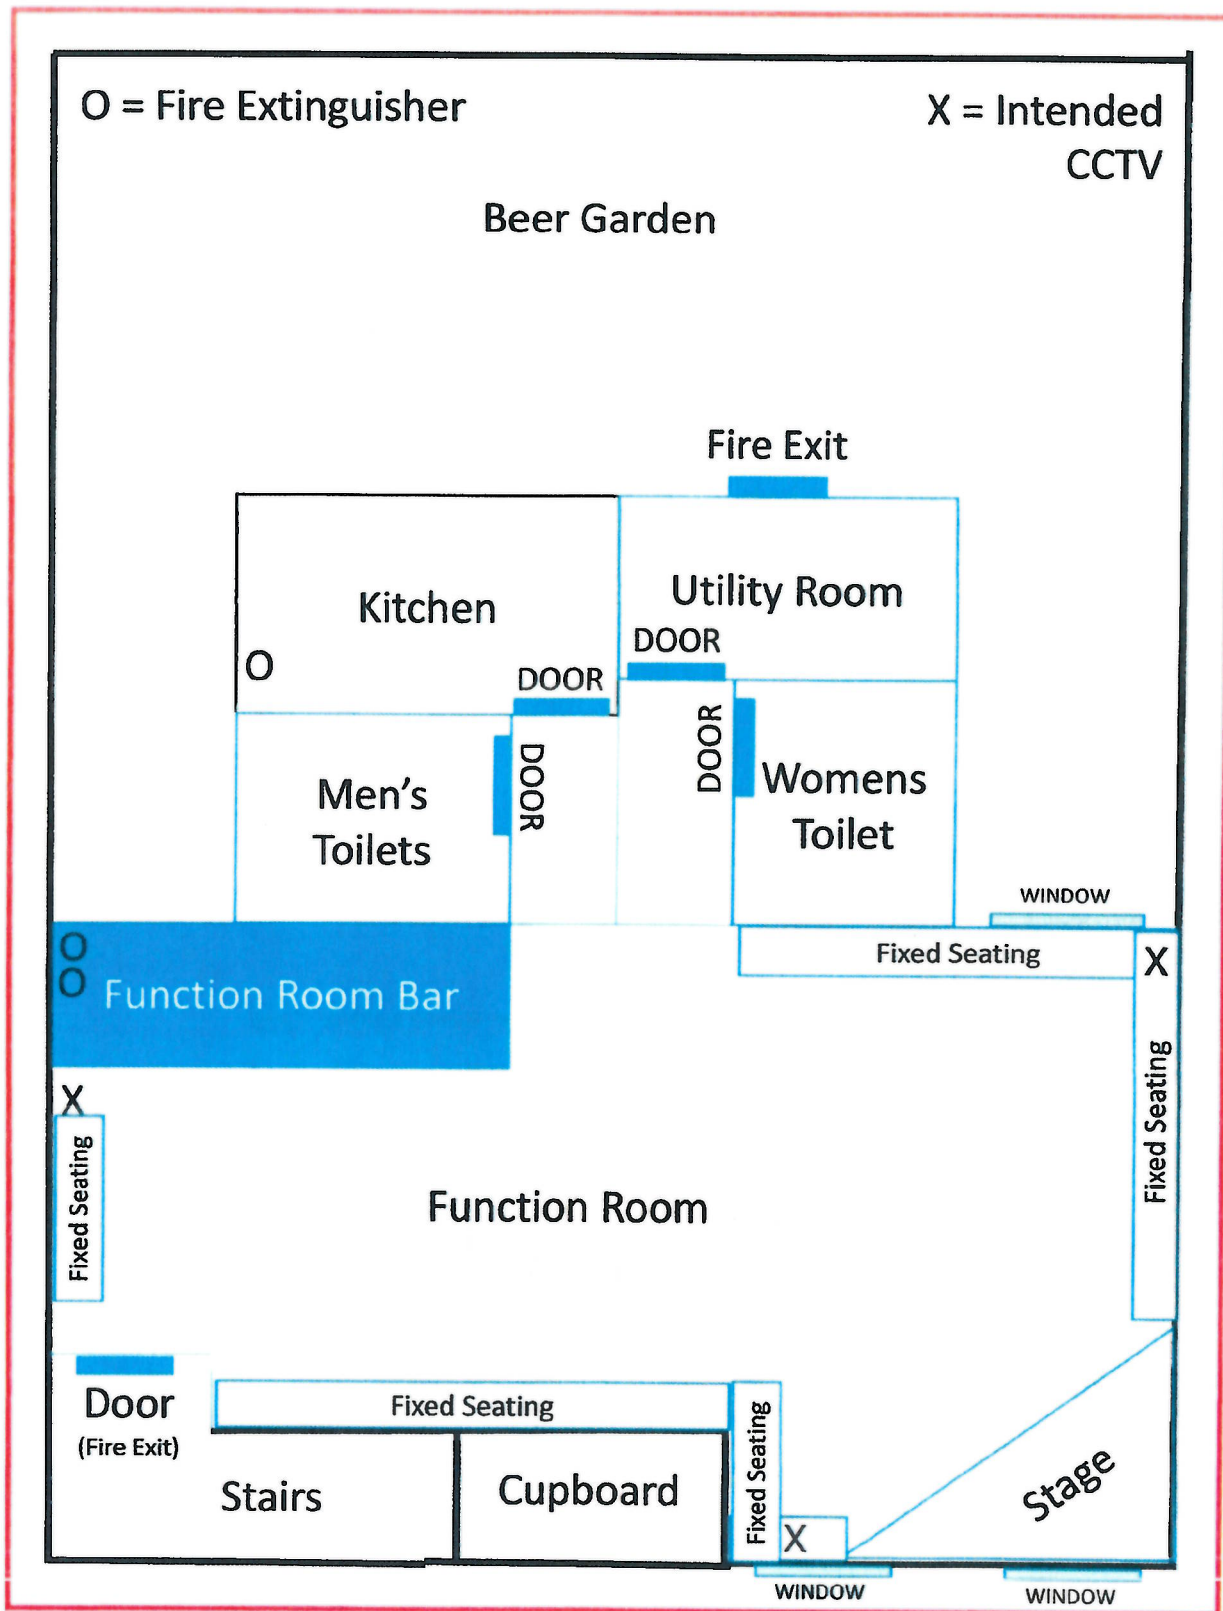 O = Fire Extinguisher
X = Intended
CCTV
Beer Garden
Fire Exit
Kitchen
Utility Room
O
DOOR
DOOR
DOOR
DOOR
Men's
Toilets
Womens
Toilet
WINDOW
O
O
Function Room Bar
Fixed Seating
X
X
Fixed Seating
Fixed Seating
Function Room
Door
(Fire Exit)
Fixed Seating
Fixed Seating
Stairs
Cupboard
X
Stage
WINDOW
WINDOW